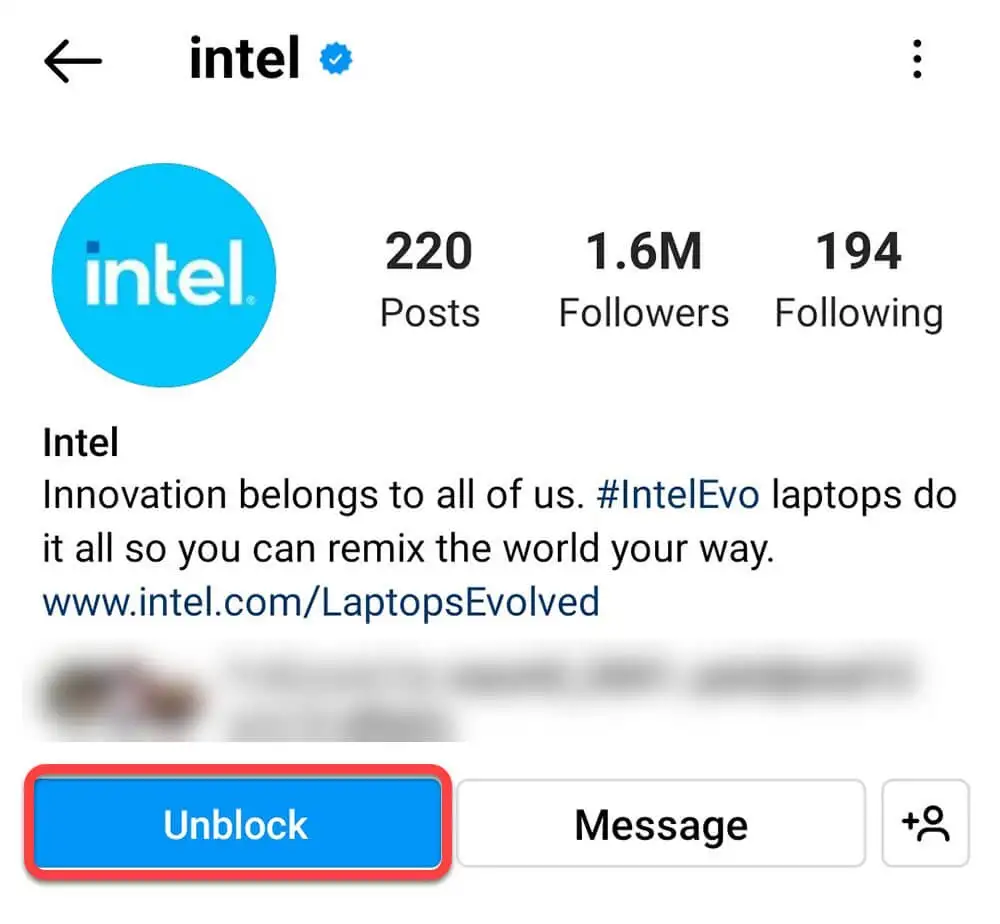 intel
intel®
220 1.6M 194
Posts Followers Following
Intel
Innovation belongs to all of us. #IntelEvo laptops do
it all so you can remix the world your way.
www.intel.com/LaptopsEvolved
Unblock Message